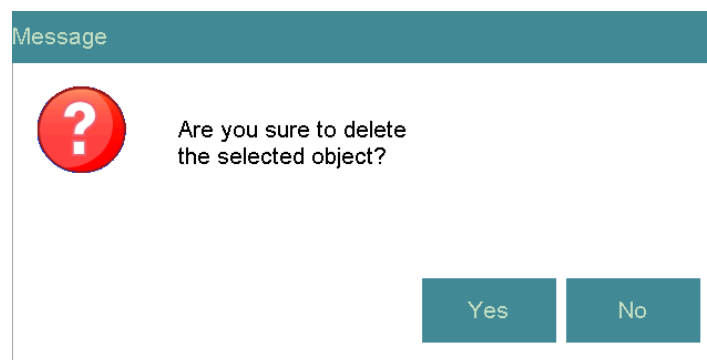 Message
?
Are you sure to delete
the selected object?
Yes
No